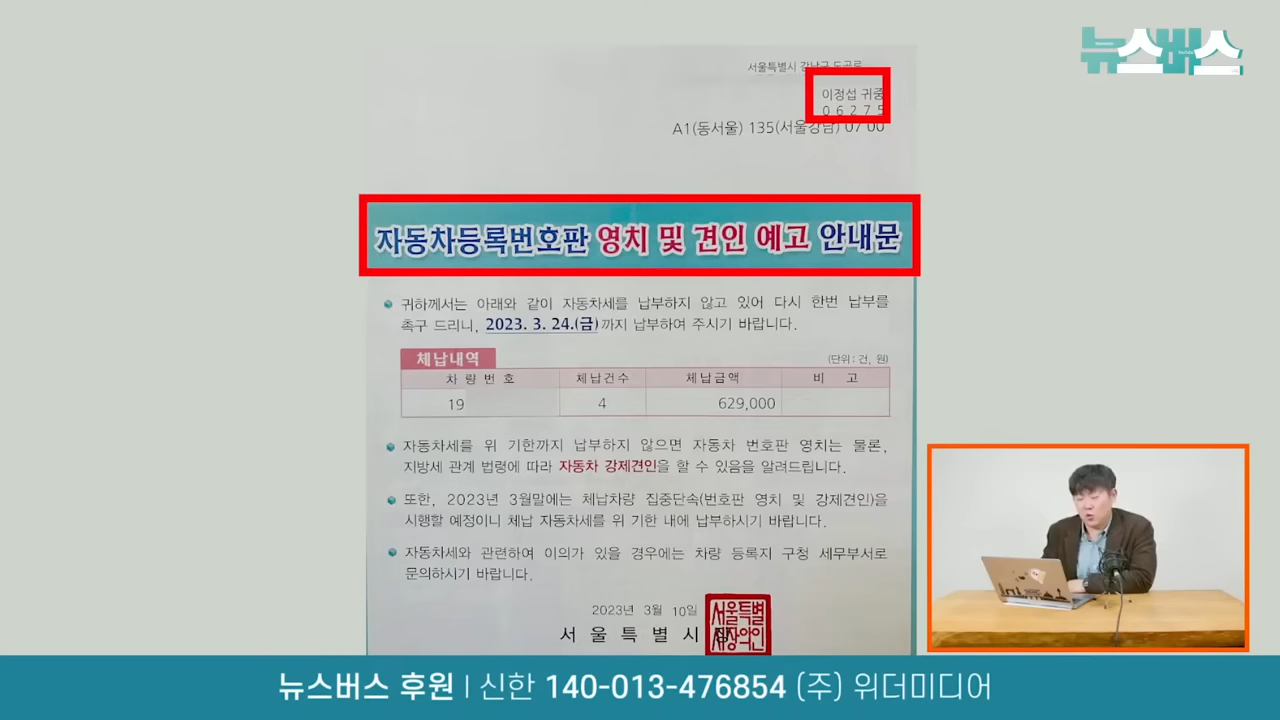 뉴스버스
서울특별시 강남구 도곡로
이정섭 귀중
0 6 2 7 5
A1(동서울) 135(서울강남) 07 00
자동차등록번호판 영치 및 견인 예고 안내문
귀하께서는 아래와 같이 자동차세를 납부하지 않고 있어 다시 한번 납부를
촉구 드리니, 2023. 3. 24.(금)까지 납부하여 주시기 바랍니다.
체납내역 (단위 : 건, 원)
차 량 번 호 체납건수 체납금액 비 고
19 4 629,000
자동차세를 위 기한까지 납부하지 않으면 자동차 번호판 영치는 물론,
지방세 관계 법령에 따라 자동차 강제견인을 할 수 있음을 알려드립니다.
또한, 2023년 3월말에는 체납차량 집중단속(번호판 영치 및 강제견인)을
시행할 예정이니 체납 자동차세를 위 기한 내에 납부하시기 바랍니다.
자동차세와 관련하여 이의가 있을 경우에는 차량 등록지 구청 세무부서로
문의하시기 바랍니다.
2023년 3월 10일
서 울 특 별 시 장
서울특별
시장의인
뉴스버스 후원 | 신한 140-013-476854 (주) 위더미디어